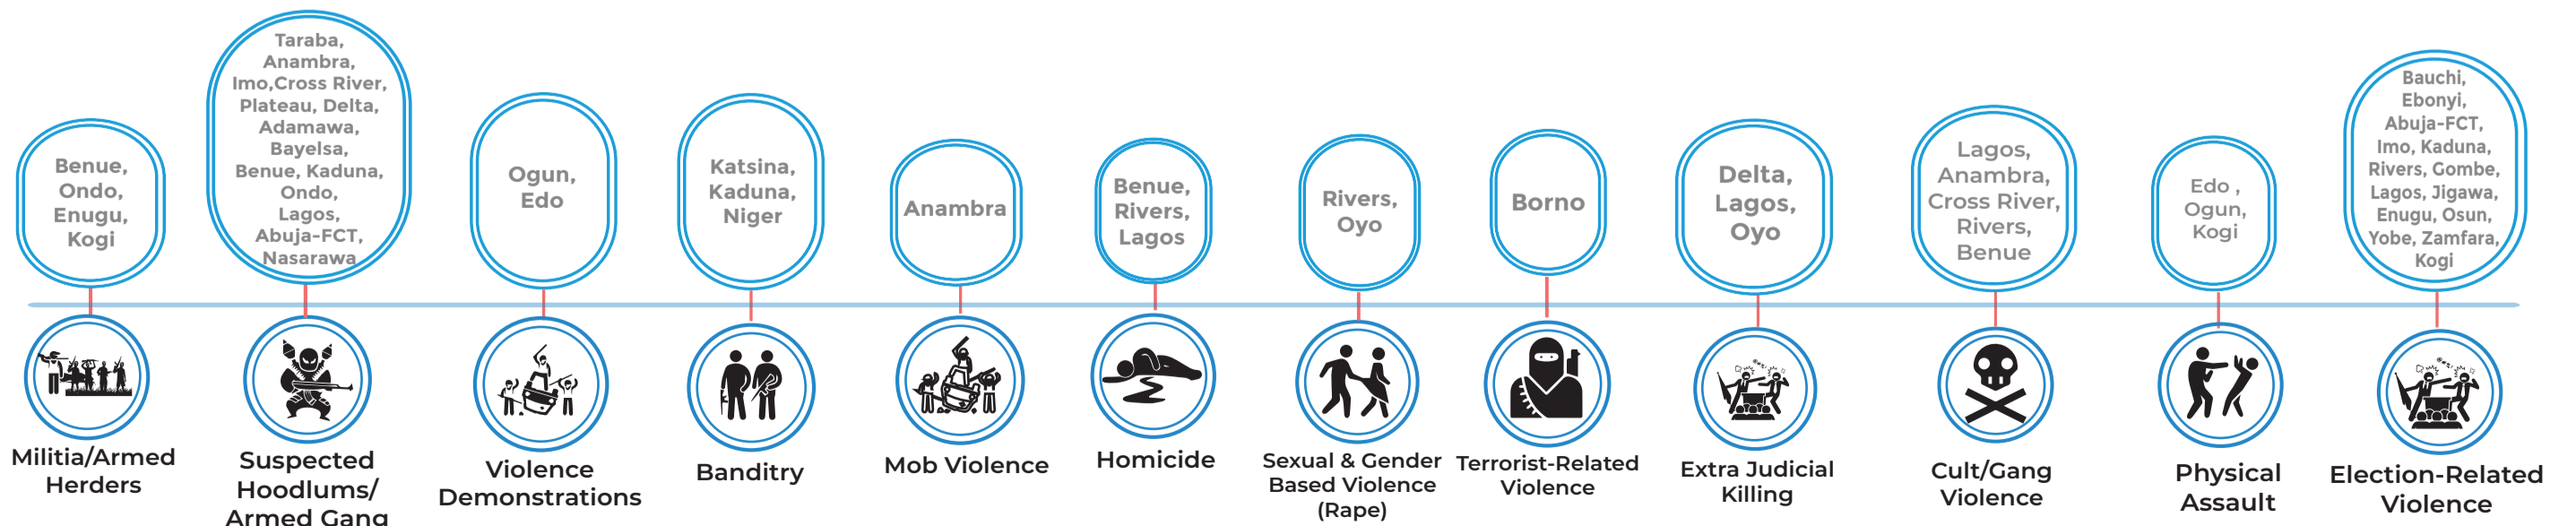 Benue,
Ondo,
Enugu,
Kogi
Militia/Armed
Herders
Taraba,
Anambra,
Imo,Cross River,
Plateau, Delta,
Adamawa,
Bayelsa,
Benue, Kaduna,
Ondo,
Lagos,
Abuja-FCT,
Nasarawa
Suspected
Hoodlums/
Armed Gang
Ogun,
Edo
Violence
Demonstrations
Katsina,
Kaduna,
Niger
Banditry
Anambra
Mob Violence
Benue,
Rivers,
Lagos
Homicide
Rivers,
Oyo
Sexual & Gender
Based Violence
(Rape)
Borno
Terrorist-Related
Violence
Delta,
Lagos,
Oyo
Extra Judicial
Killing
Lagos,
Anambra,
Cross River,
Rivers,
Benue
Cult/Gang
Violence
Edo ,
Ogun,
Kogi
Physical
Assault
Bauchi,
Ebonyi,
Abuja-FCT,
Imo, Kaduna,
Rivers, Gombe,
Lagos, Jigawa,
Enugu, Osun,
Yobe, Zamfara,
Kogi
Election-Related
Violence